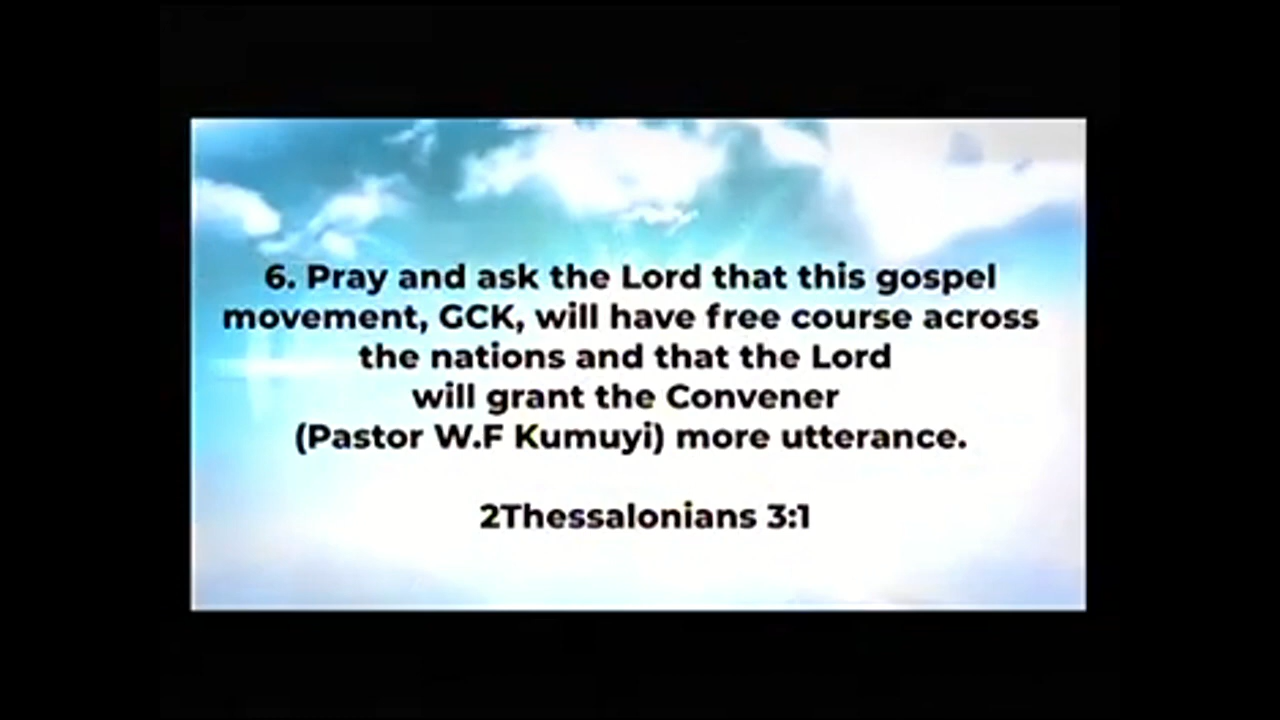 6. Pray and ask the Lord that this gospel
movement, GCK, will have free course across
the nations and that the Lord
will grant the Convener
(Pastor W.F Kumuyi) more utterance.
2Thessalonians 3:1